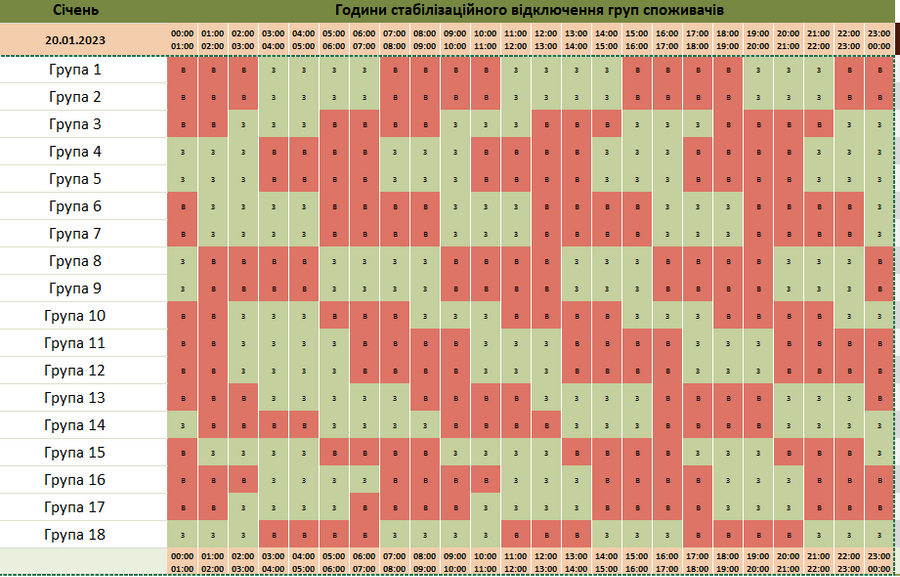 Січень Години стабілізаційного відключення груп споживачів
20.01.2023 00:00 01:00 02:00 03:00 04:00 05:00 06:00 07:00 08:00 09:00 10:00 11:00 12:00 13:00 14:00 15:00 16:00 17:00 18:00 19:00 20:00 21:00 22:00 23:00
01:00 02:00 03:00 04:00 05:00 06:00 07:00 08:00 09:00 10:00 11:00 12:00 13:00 14:00 15:00 16:00 17:00 18:00 19:00 20:00 21:00 22:00 23:00 00:00
Група 1 В В В З З З З В В В В З З З З В В В В З З З В В
Група 2 В В В З З З З В В В В З З З З В В В В З З З В В
Група 3 В В З З З В В В В З З З В В В З З З В В В В З З
Група 4 З З З В В В В З З З В В В В З З З В В В В З З З
Група 5 З З З В В В В З З З В В В В З З З В В В В З З З
Група 6 В З З З З В В В В З З З В В В В З З З В В В В З
Група 7 В З З З З В В В В З З З В В В В З З З В В В В З
Група 8 З В В В В З З З З В В В В З З З В В В В З З З В
Група 9 З В В В В З З З З В В В В З З З В В В В З З З В
Група 10 В В З З З В В В З З З В В В В З З З В В В В З З
Група 11 В В З З З З В В В В З З З В В В В З З З В В В В
Група 12 В В З З З З В В В В З З З В В В В З З З В В В В
Група 13 В В В З З З З З В В В В З З З З В В В В З З З В
Група 14 З В В В В З З З З В В В В З З З В В В В З З З З
Група 15 В З З З З В В В В З З З З В В В В З З З В В В З
Група 16 В В В З З З З В В В В З З З В В В В З З З В В В
Група 17 В В З З З З В В В В З З З З В В В В З З З В В В
Група 18 З З З В В В В З З З З В В В З З З В В В В З З З
00:00 01:00 02:00 03:00 04:00 05:00 06:00 07:00 08:00 09:00 10:00 11:00 12:00 13:00 14:00 15:00 16:00 17:00 18:00 19:00 20:00 21:00 22:00 23:00
01:00 02:00 03:00 04:00 05:00 06:00 07:00 08:00 09:00 10:00 11:00 12:00 13:00 14:00 15:00 16:00 17:00 18:00 19:00 20:00 21:00 22:00 23:00 00:00